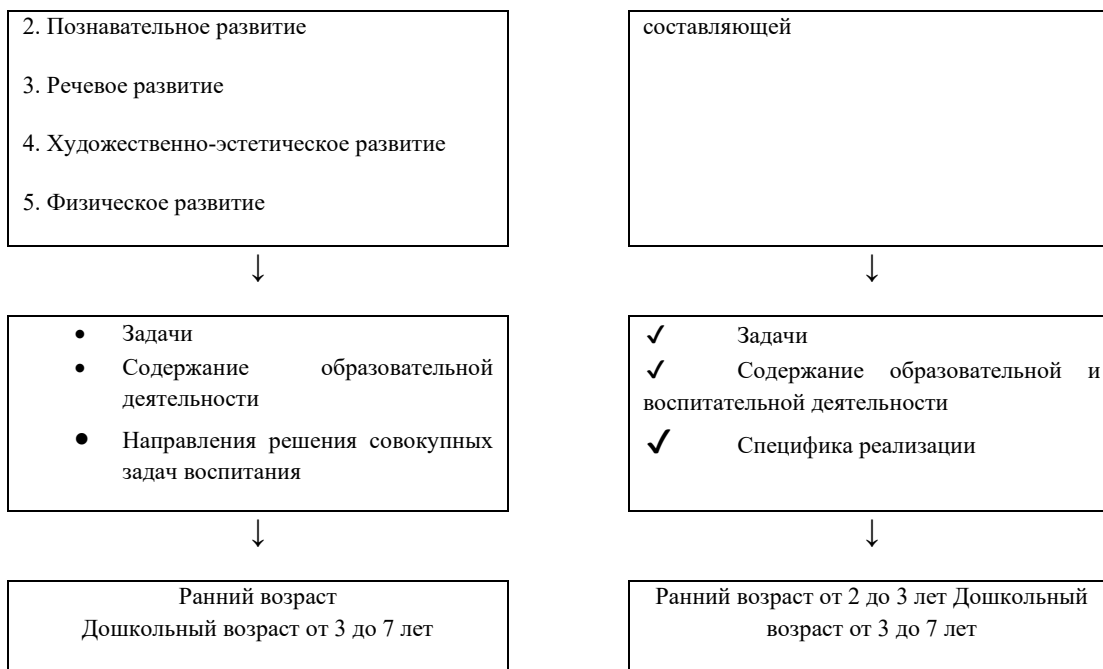 2. Познавательное развитие
3. Речевое развитие
4. Художественно-эстетическое развитие
5. Физическое развитие
составляющей
↓
↓
• Задачи
• Содержание образовательной
деятельности
● Направления решения совокупных
задач воспитания
✓ Задачи
✓ Содержание образовательной и
воспитательной деятельности
✓ Специфика реализации
↓
↓
Ранний возраст
Дошкольный возраст от 3 до 7 лет
Ранний возраст от 2 до 3 лет Дошкольный
возраст от 3 до 7 лет